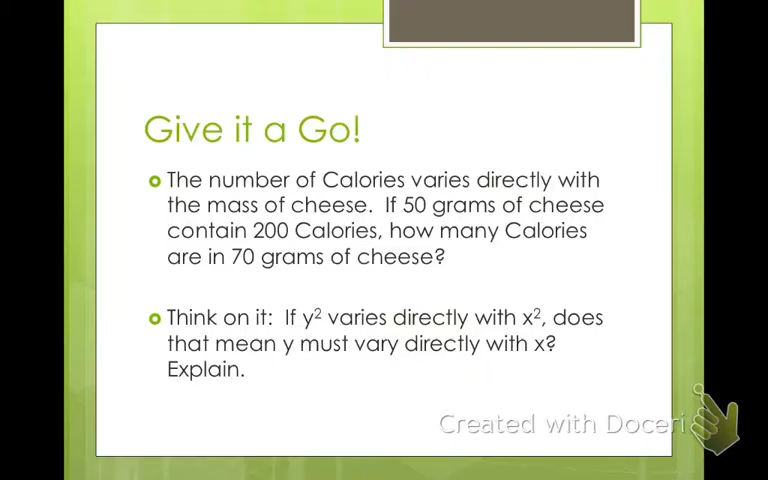 Give it a Go!
The number of Calories varies directly with
the mass of cheese.  If 50 grams of cheese
contain 200 Calories, how many Calories
are in 70 grams of cheese?
Think on it:  If y² varies directly with x², does
that mean y must vary directly with x?
Explain.
Created with Doceri